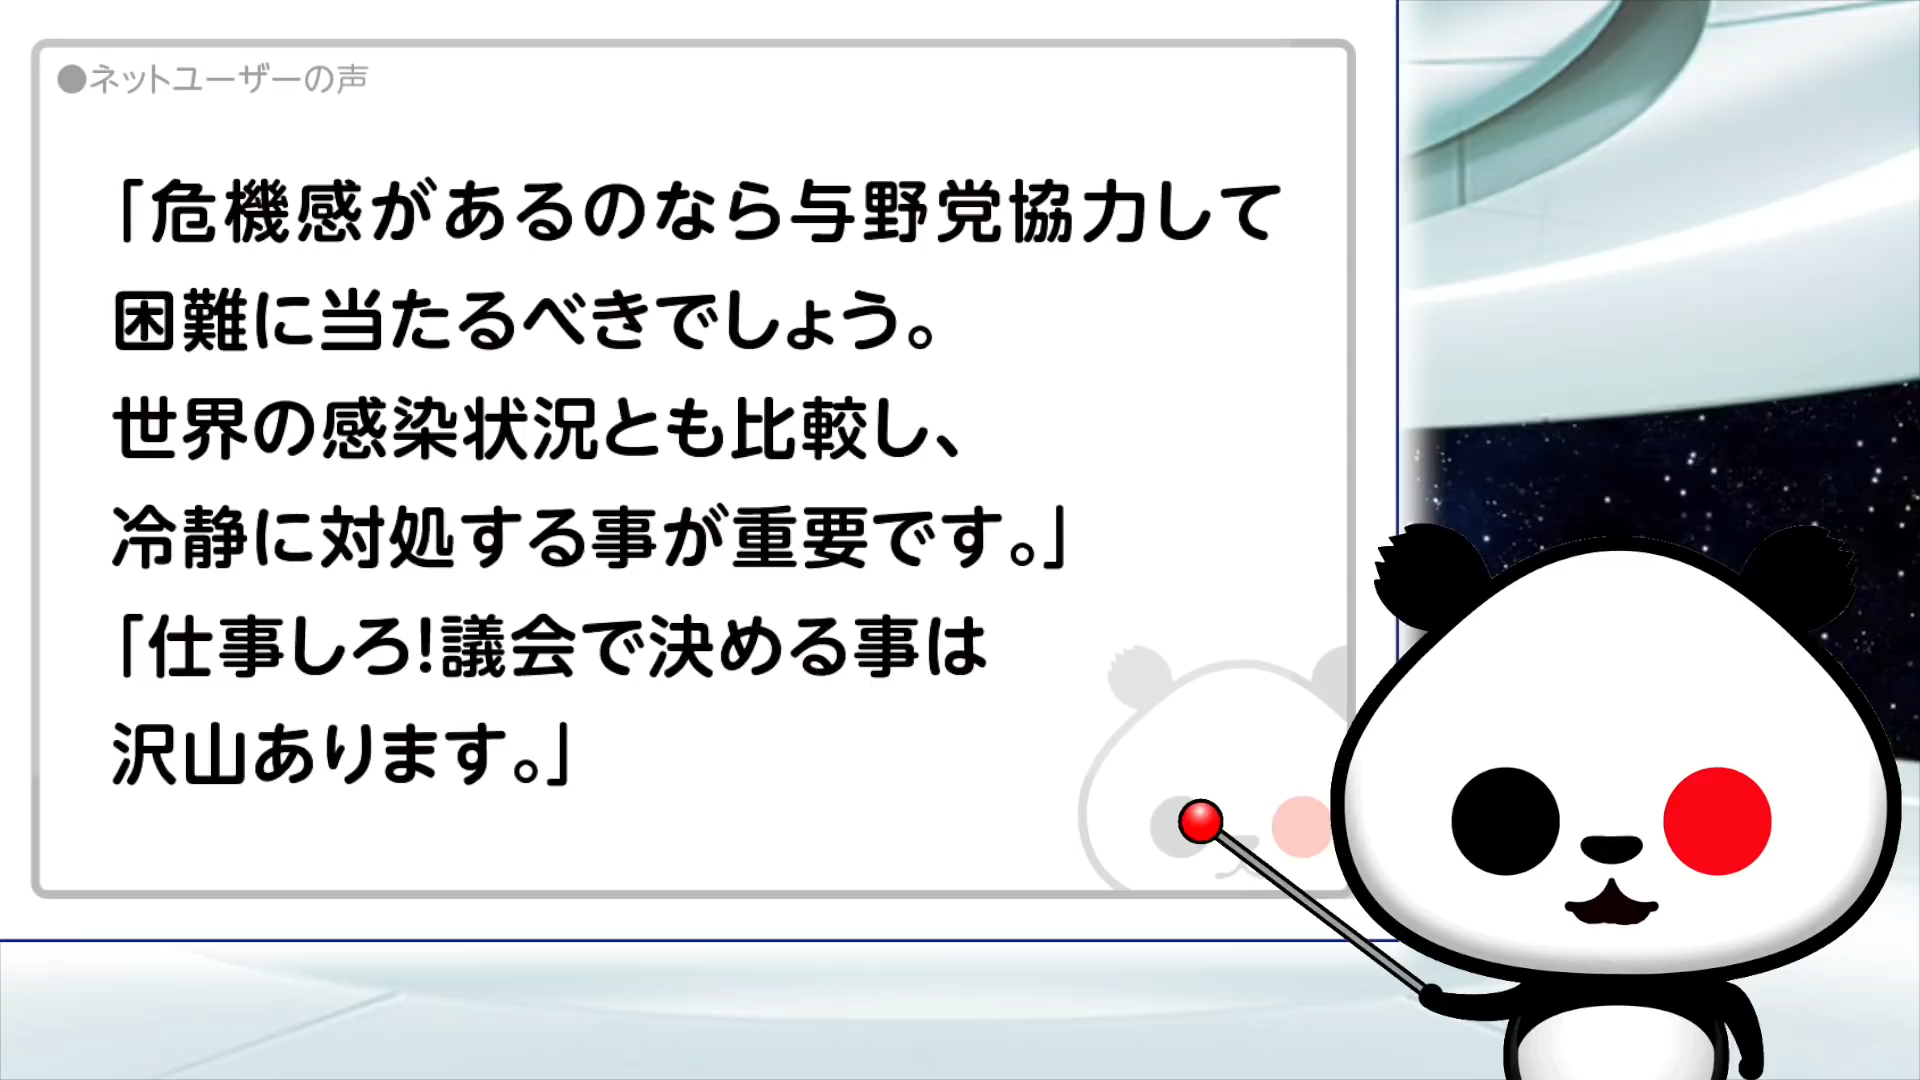 ●ネットユーザーの声
「危機感があるのなら与野党協力して
困難に当たるべきでしょう。
世界の感染状況とも比較し、
冷静に対処する事が重要です。」
「仕事しろ!議会で決める事は
沢山あります。」